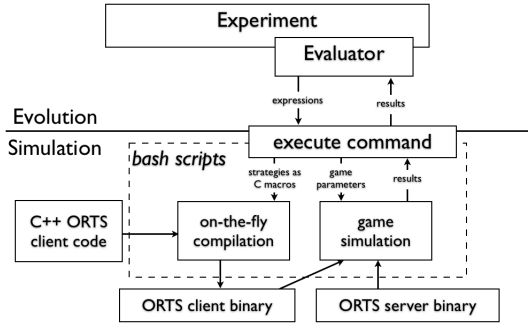 Experiment
Evaluator
expressions
results
Evolution
Simulation
execute command
bash scripts
strategies as
C macros
game
parameters
results
C++ ORTS
client code
on-the-fly
compilation
game
simulation
ORTS client binary
ORTS server binary